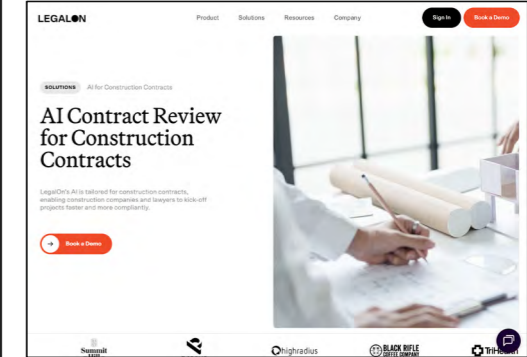 LEGALON
Product Solutions Resources Company
Sign In
Book a Demo
SOLUTIONS AI for Construction Contracts
AI Contract Review
for Construction
Contracts
LegalOn's AI is tailored for construction contracts,
enabling construction companies and lawyers to kick-off
projects faster and more compliantly.
Book a Demo
Summit
highradius
BLACK RIFLE
COFFEE COMPANY